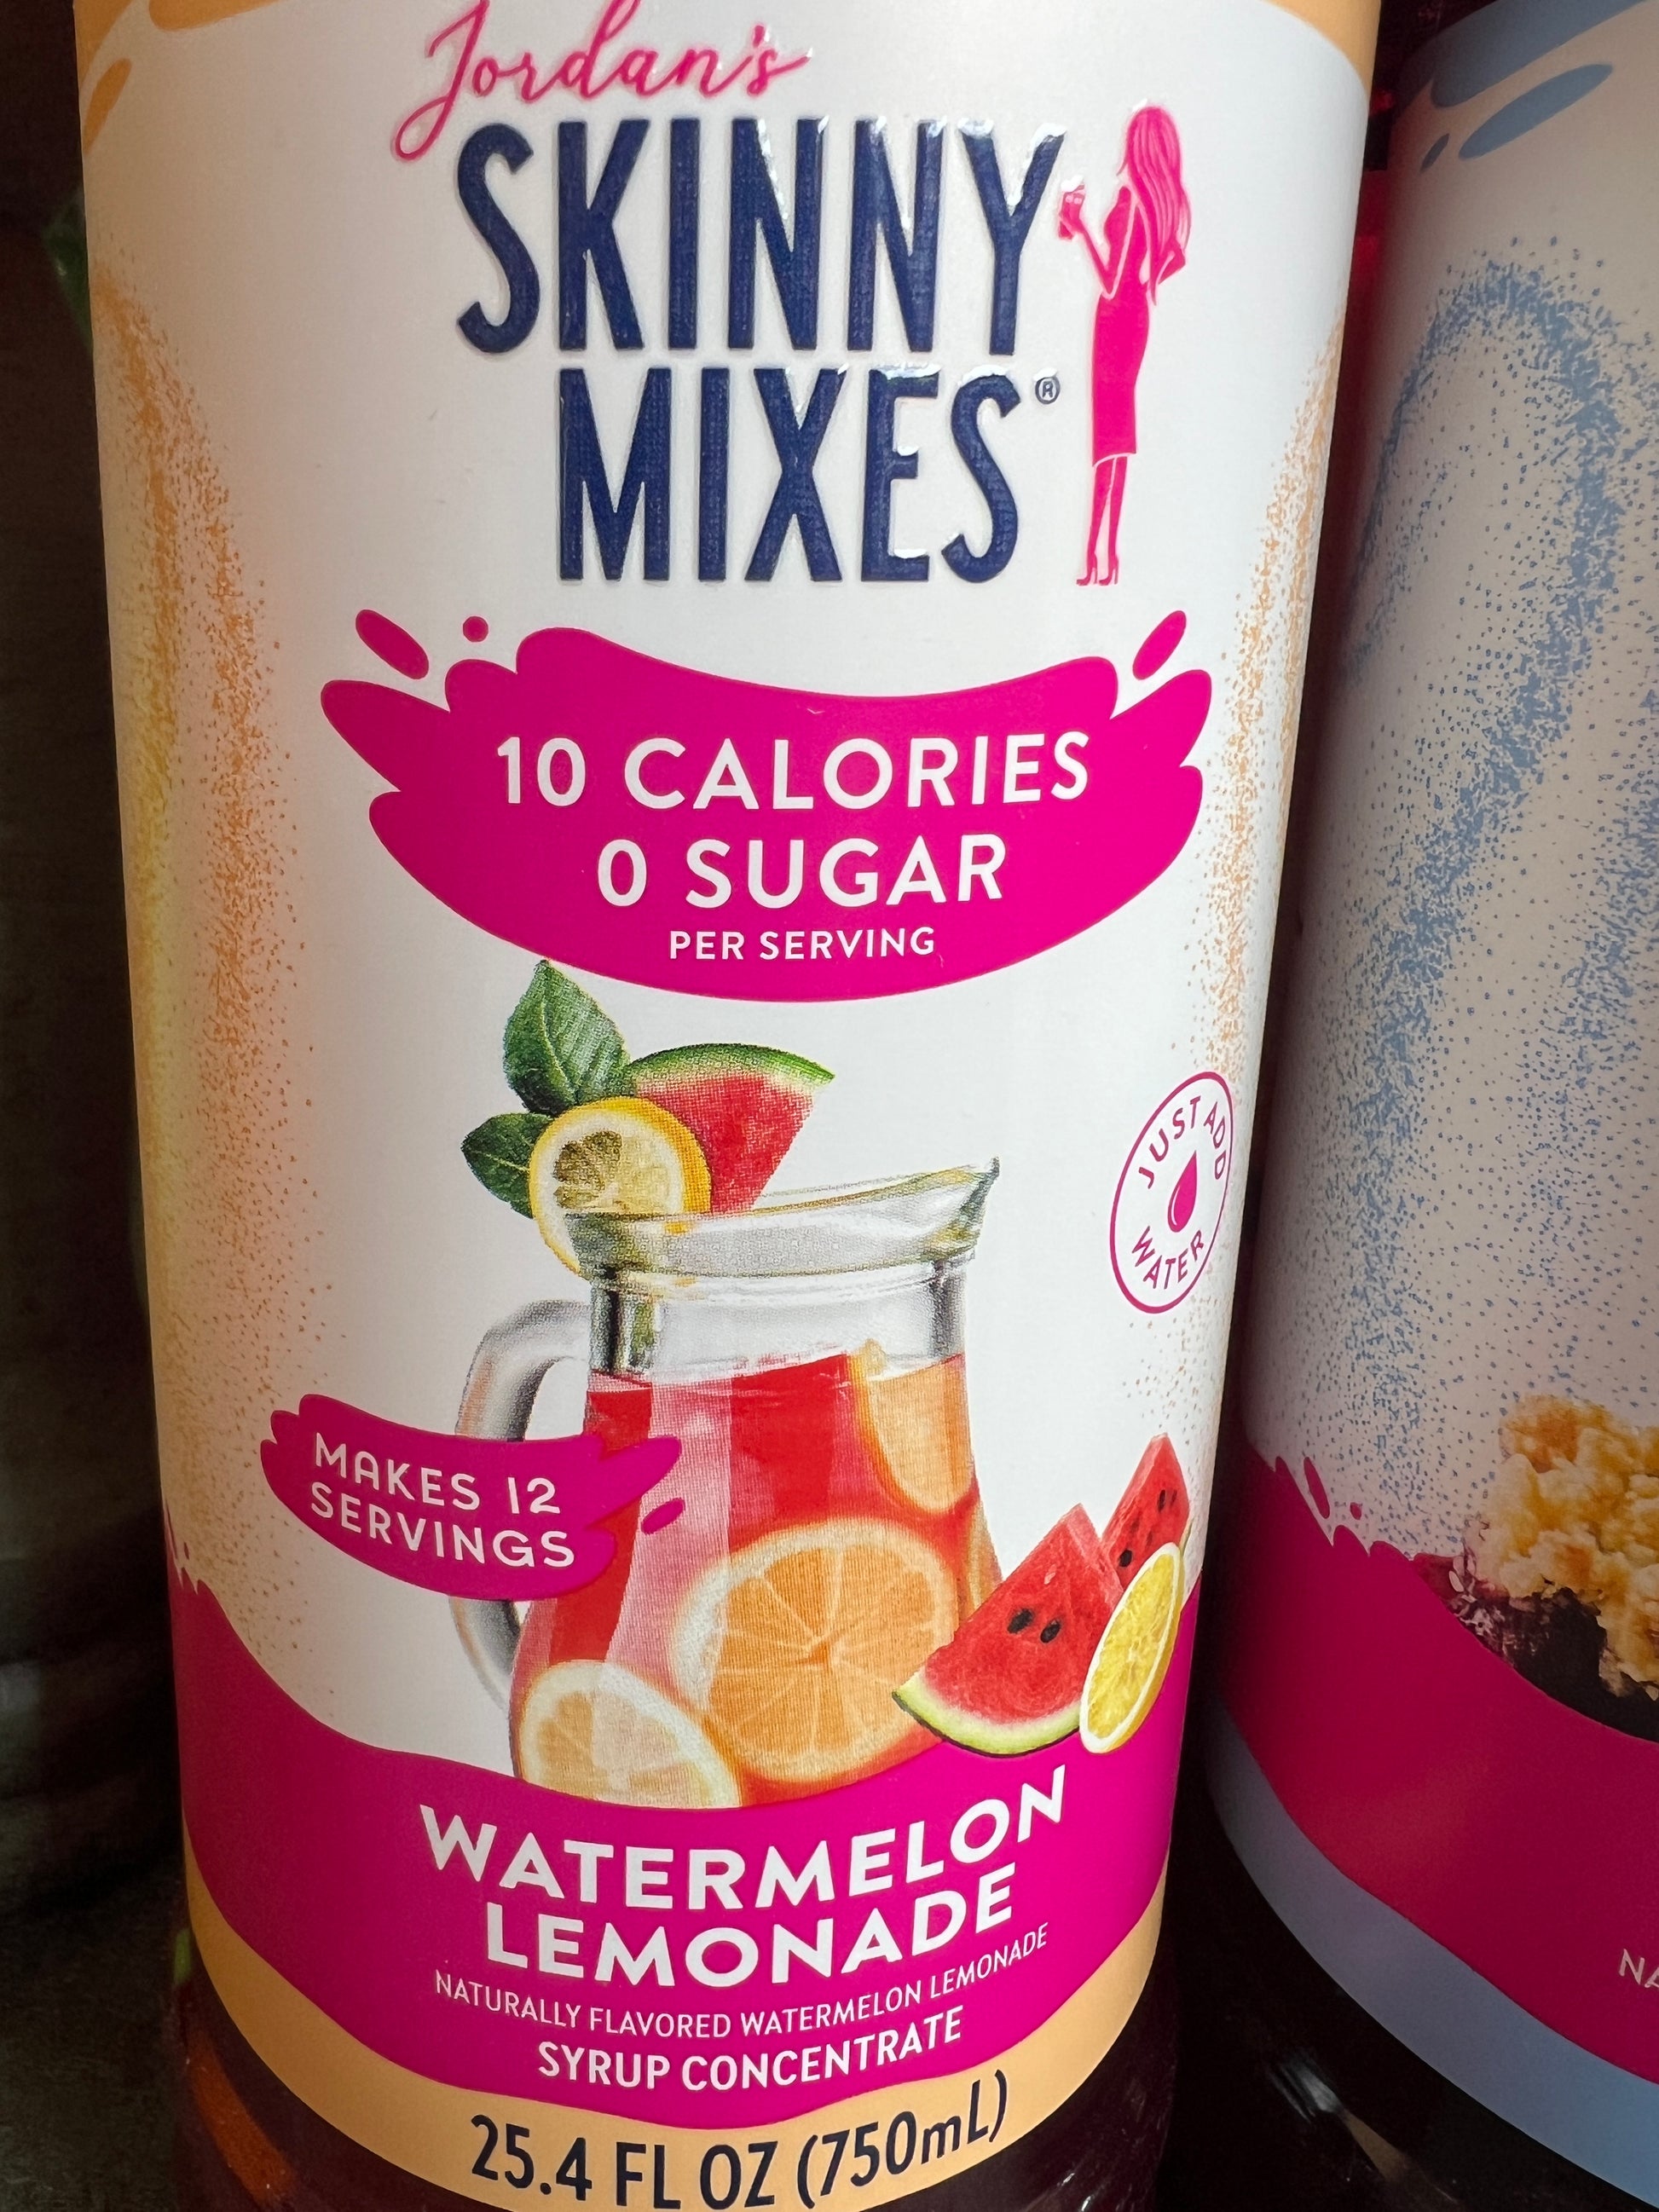 Jordan's
SKINNY
MIXES®
10 CALORIES
0 SUGAR
PER SERVING
JUST ADD
WATER
MAKES 12
SERVINGS
WATERMELON
LEMONADE
NATURALLY FLAVORED WATERMELON LEMONADE
SYRUP CONCENTRATE
25.4 FL OZ (750mL)